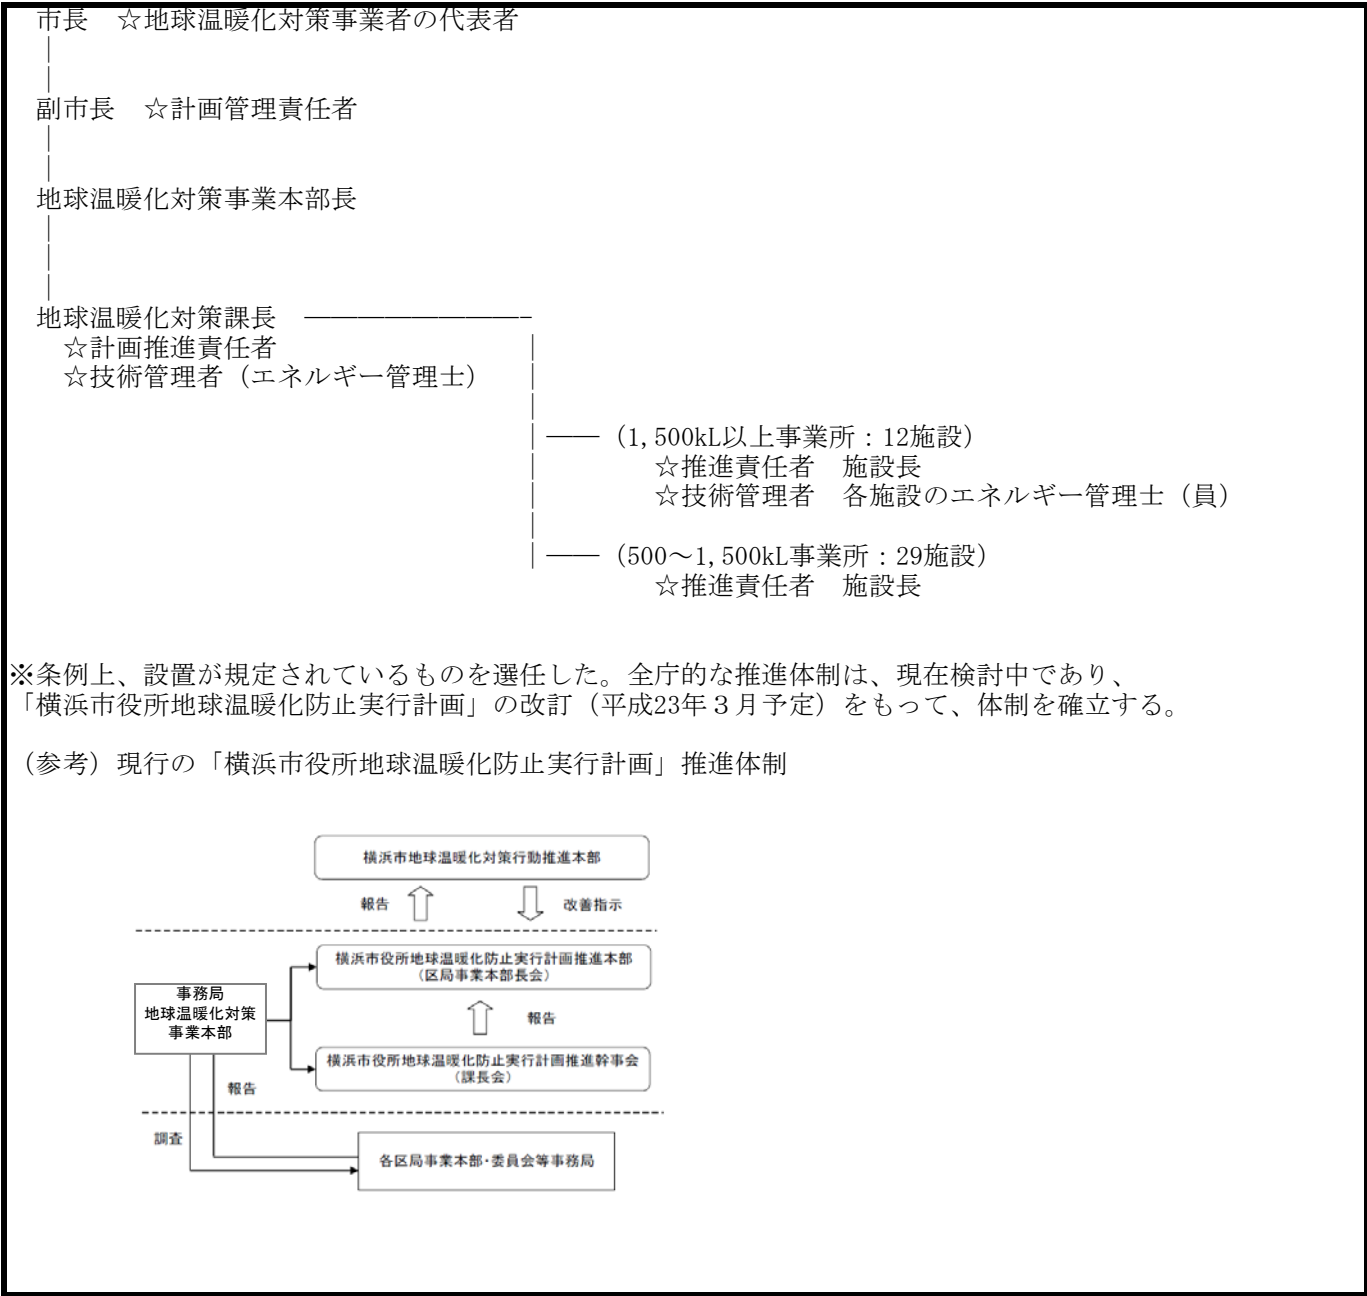 市長　☆地球温暖化対策事業者の代表者
副市長　☆計画管理責任者
地球温暖化対策事業本部長
地球温暖化対策課長
☆計画推進責任者
☆技術管理者（エネルギー管理士）
（1,500kL以上事業所：12施設）
☆推進責任者　施設長
☆技術管理者　各施設のエネルギー管理士（員）
（500～1,500kL事業所：29施設）
☆推進責任者　施設長
※条例上、設置が規定されているものを選任した。全庁的な推進体制は、現在検討中であり、
「横浜市役所地球温暖化防止実行計画」の改訂（平成23年３月予定）をもって、体制を確立する。
（参考）現行の「横浜市役所地球温暖化防止実行計画」推進体制
横浜市地球温暖化対策行動推進本部
報告
改善指示
横浜市役所地球温暖化防止実行計画推進本部
（区局事業本部長会）
事務局
地球温暖化対策
事業本部
報告
横浜市役所地球温暖化防止実行計画推進幹事会
（課長会）
報告
調査
各区局事業本部・委員会等事務局